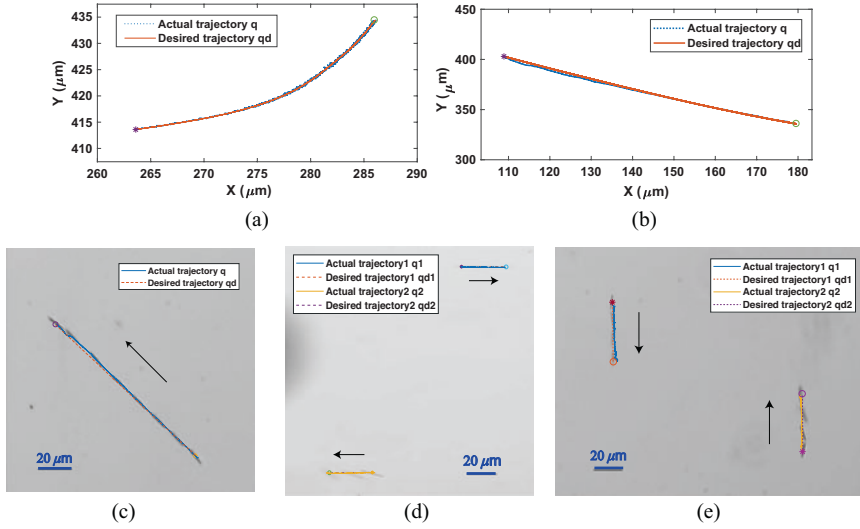 435
430
425
420
415
410
Y (μm)
Actual trajectory q
Desired trajectory qd
260
265
270
275
280
285
290
X (μm)
(a)
450
400
350
300
Y (μm)
Actual trajectory q
Desired trajectory qd
110
120
130
140
150
160
170
180
X (μm)
(b)
Actual trajectory q
Desired trajectory qd
20 μm
(c)
Actual trajectory1 q1
Desired trajectory1 qd1
Actual trajectory2 q2
Desired trajectory2 qd2
20 μm
(d)
Actual trajectory1 q1
Desired trajectory1 qd1
Actual trajectory2 q2
Desired trajectory2 qd2
20 μm
(e)